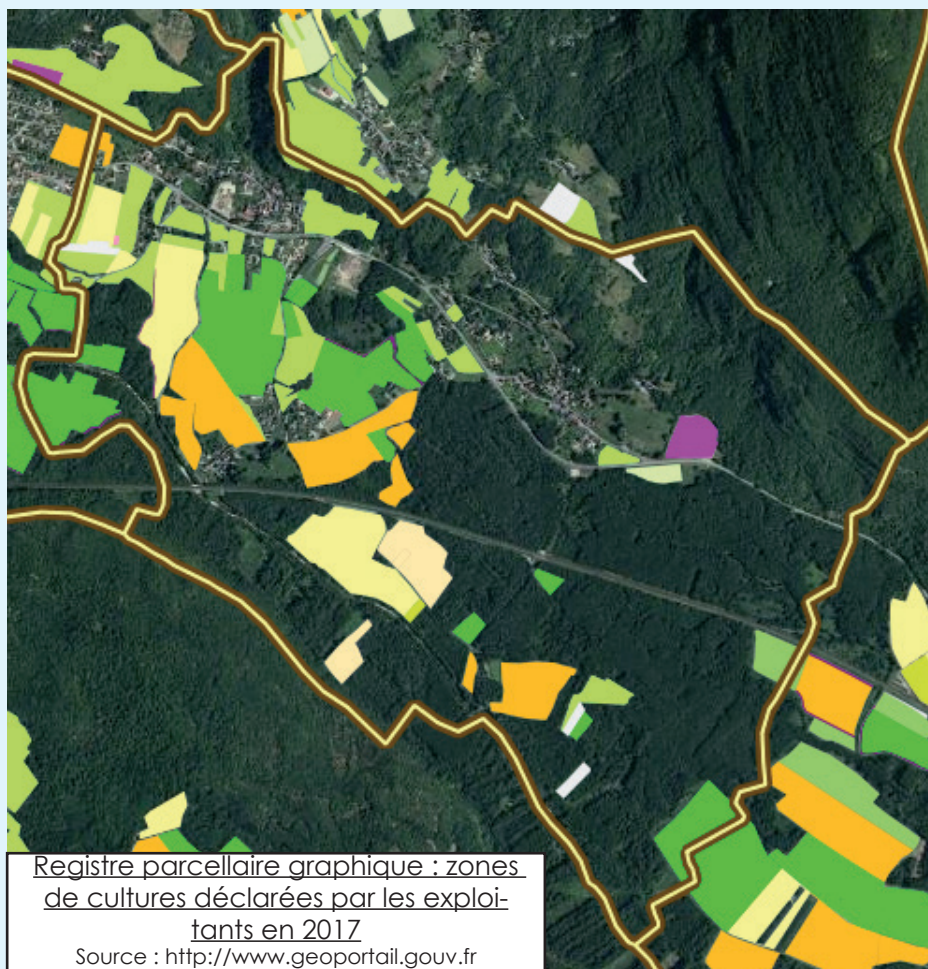 Registre parcellaire graphique : zones
de cultures déclarées par les exploi-
tants en 2017
Source : http://www.geoportail.gouv.fr